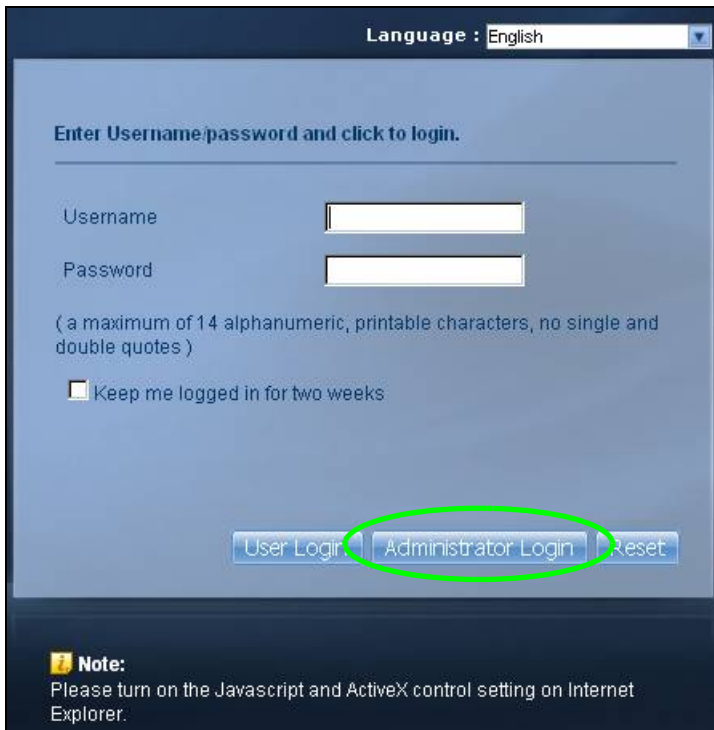 Language : English
Enter Username/password and click to login.
Username
Password
( a maximum of 14 alphanumeric, printable characters, no single and
double quotes )
Keep me logged in for two weeks
User Login Administrator Login Reset
Note:
Please turn on the Javascript and ActiveX control setting on Internet
Explorer.